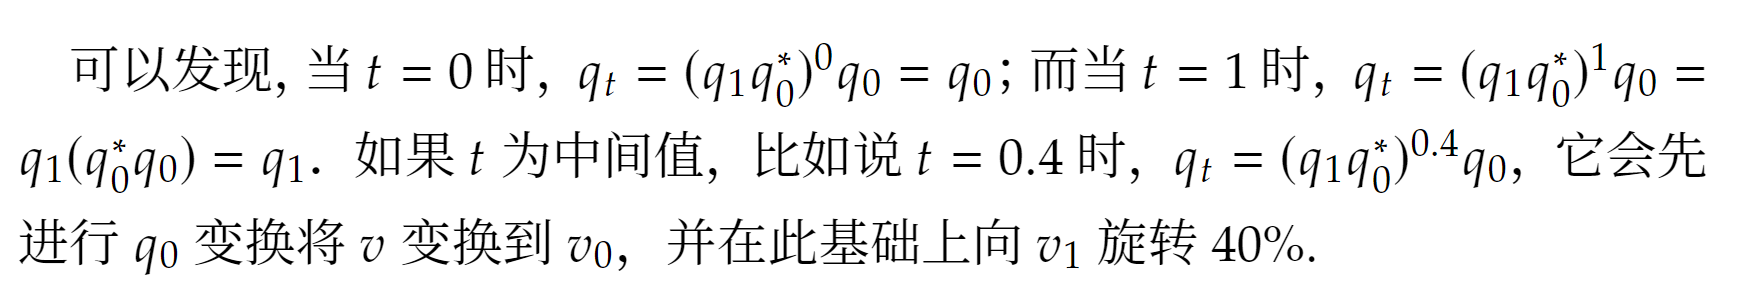 可以发现, 当 t = 0 时, q_t = (q_1q_0^*)^0q_0 = q_0; 而当 t = 1 时, q_t = (q_1q_0^*)^1q_0 =
q_1(q_0^*q_0) = q_1. 如果 t 为中间值, 比如说 t = 0.4 时, q_t = (q_1q_0^*)^{0.4}q_0, 它会先
进行 q_0 变换将 v 变换到 v_0, 并在此基础上向 v_1 旋转 40%.